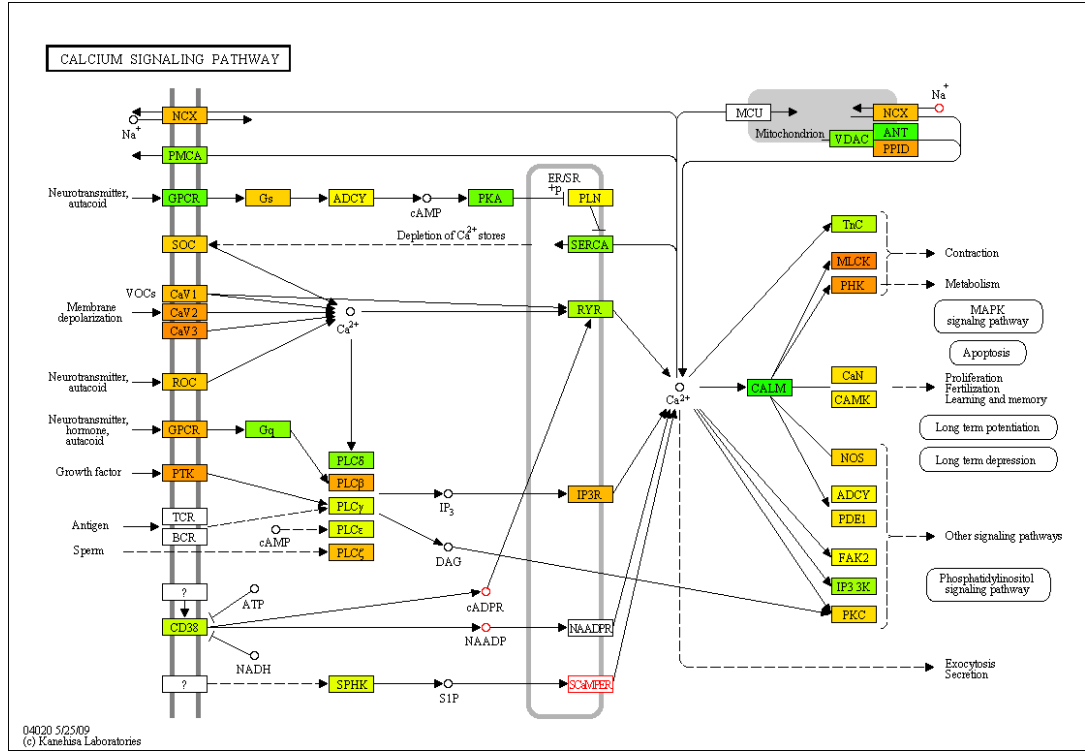 CALCIUM SIGNALING PATHWAY
NCX
Na+
PMCA
MCU
Na+
NCX
Mitochondrion
VDAC
ANT
PPID
Neurotransmitter,
autacoid
GPCR
Gs
ADCY
cAMP
PKA
ER/SR
+p
PLN
SOC
Depletion of Ca2+ stores
SERCA
TnC
MLCK
PHK
Contraction
Metabolism
VOCs
Membrane
depolarization
CaV1
CaV2
CaV3
Ca2+
RYR
MAPK
signalng pathway
Apoptosis
Neurotransmitter,
autacoid
ROC
Ca2+
CALM
CaN
CAMK
Proliferation
Fertilization
Learning and memory
Neurotransmitter,
hormone,
autacoid
GPCR
Gq
Long term potentiation
Long term depression
Growth factor
PTK
PLCδ
PLCβ
PLCγ
PLCε
PLCζ
IP3
IP3R
NOS
ADCY
PDE1
FAK2
IP3 3K
PKC
Other signaling pathways
Phosphatidylinositol
signaling pathway
Antigen
TCR
BCR
cAMP
Sperm
DAG
?
ATP
cADPR
CD38
NADH
NAADP
NAADPR
?
SPHK
S1P
SCaMPER
Exocytosis
Secretion
04020 5/25/09
(c) Kanehisa Laboratories